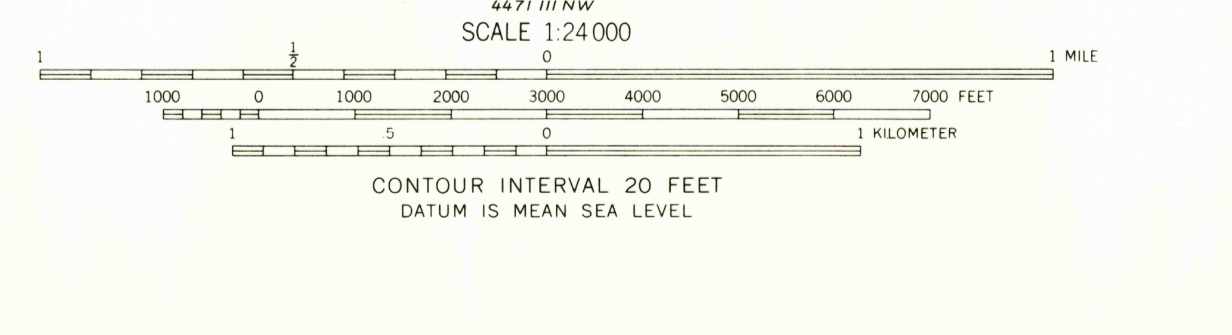 4471 III NW
SCALE 1:24 000
1 1/2 0 1 MILE
1000 0 1000 2000 3000 4000 5000 6000 7000 FEET
1 .5 0 1 KILOMETER
CONTOUR INTERVAL 20 FEET
DATUM IS MEAN SEA LEVEL